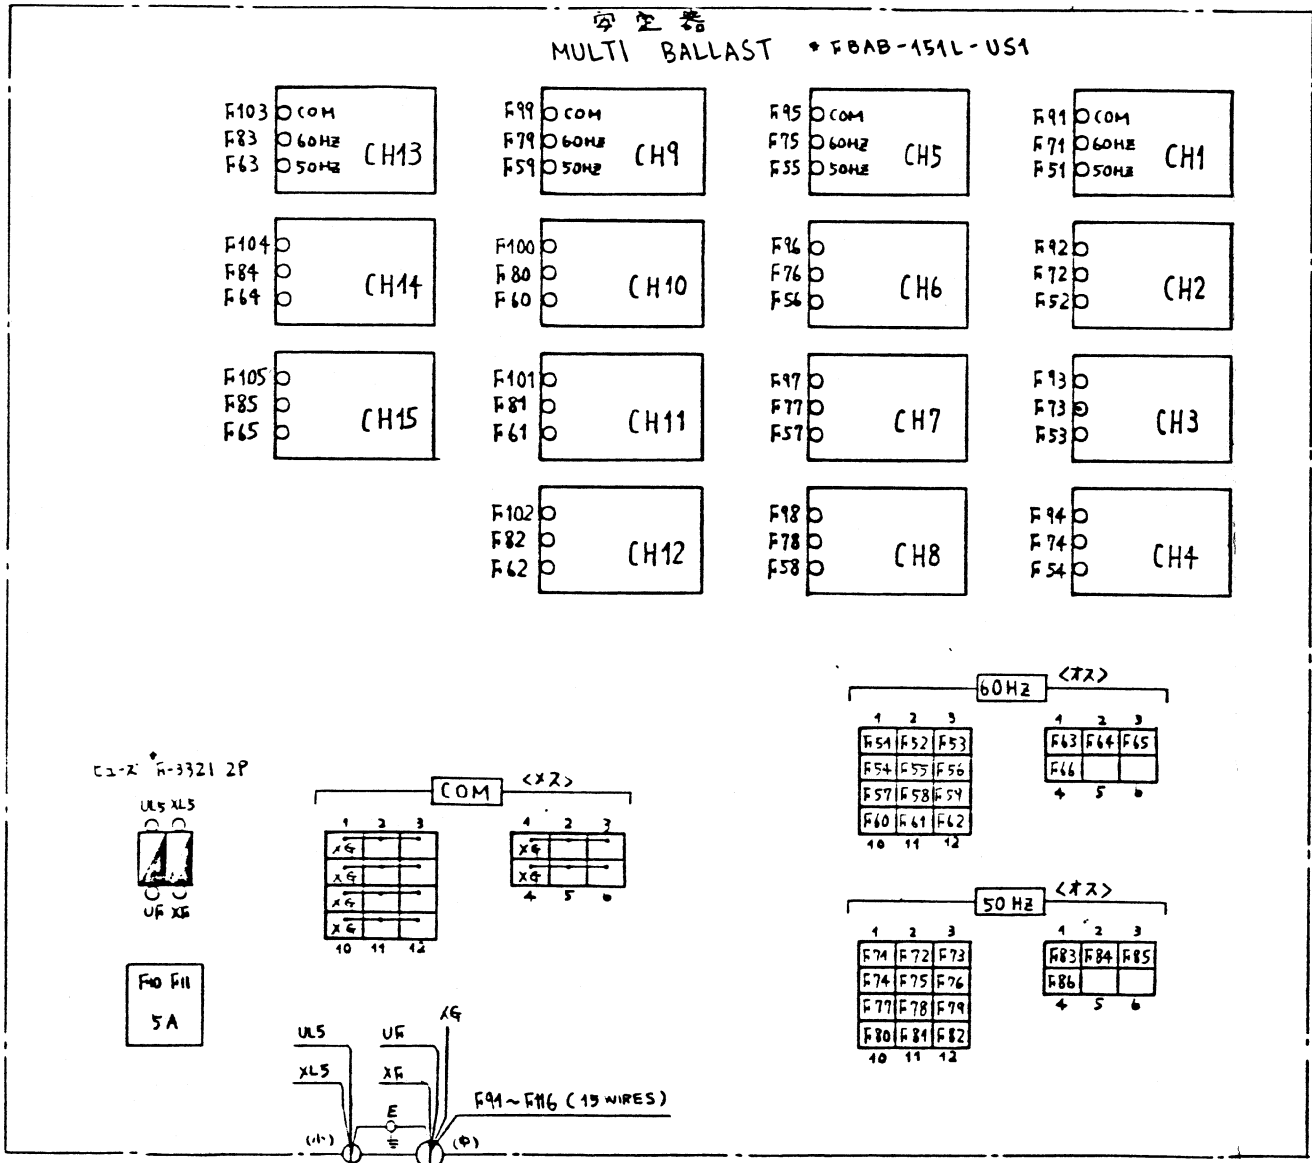 安定器
MULTI BALLAST * FBAB-151L-US1
F103 COM
F83 60HZ
F63 50HZ
CH13
F99 COM
F79 60HZ
F59 50HZ
CH9
F95 COM
F75 60HZ
F55 50HZ
CH5
F91 COM
F71 60HZ
F51 50HZ
CH1
F104
F84
F64
CH14
F100
F80
F60
CH10
F96
F76
F56
CH6
F92
F72
F52
CH2
F105
F85
F65
CH15
F101
F81
F61
CH11
F97
F77
F57
CH7
F93
F73
F53
CH3
F102
F82
F62
CH12
F98
F78
F58
CH8
F94
F74
F54
CH4
60HZ <オス>
1 2 3
F51 F52 F53
F54 F55 F56
F57 F58 F59
F60 F61 F62
10 11 12
1 2 3
F63 F64 F65
F66
4 5 6
ヒューズ *F-3321 2P
UL5 XL5
UF XF
F10 F11
5A
COM <メス>
1 2 3
XG
XG
XG
XG
10 11 12
1 2 3
XG
XG
4 5 6
50HZ <オス>
1 2 3
F71 F72 F73
F74 F75 F76
F77 F78 F79
F80 F81 F82
10 11 12
1 2 3
F83 F84 F85
F86
4 5 6
UL5
XL5
UF
XF
XG
E
F91~F116 (15 WIRES)
(小)
(中)